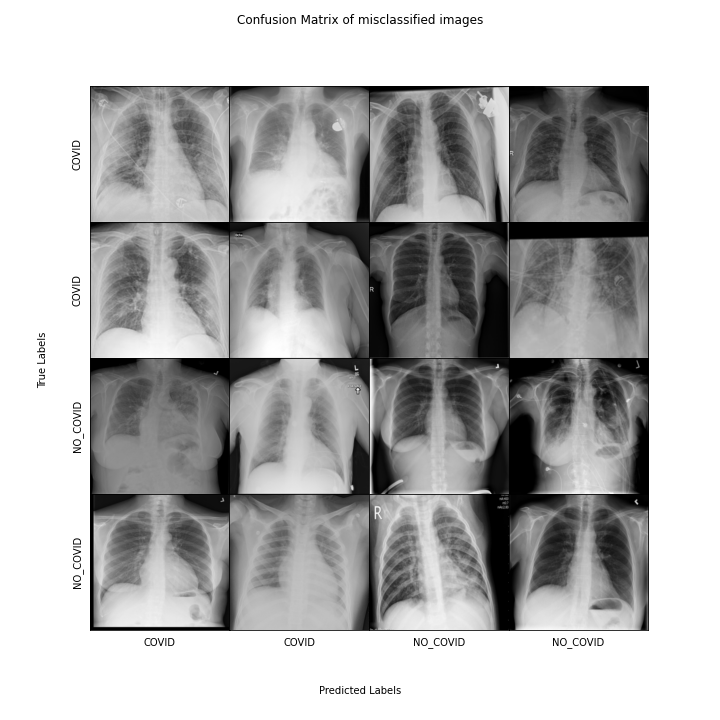 Confusion Matrix of misclassified images
True Labels
COVID
COVID
NO_COVID
NO_COVID
R
R
L
R
COVID
COVID
NO_COVID
NO_COVID
Predicted Labels